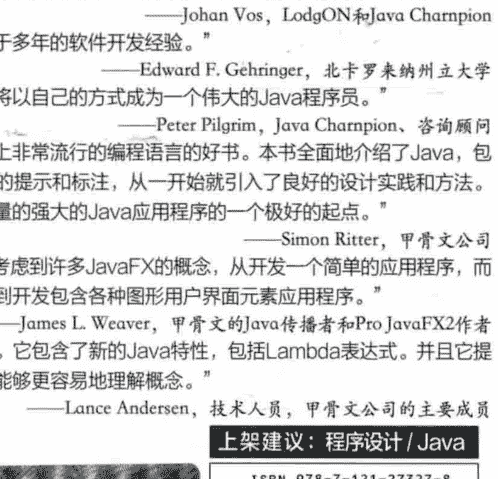 ——Johan Vos，LodgON和Java Charnpion
于多年的软件开发经验。”
——Edward F. Gehringer，北卡罗来纳州立大学
将以自己的方式成为一个伟大的Java程序员。”
——Peter Pilgrim，Java Charnpion、咨询顾问
上非常流行的编程语言的好书。本书全面地介绍了Java，包
的提示和标注，从一开始就引入了良好的设计实践和方法。
量的强大的Java应用程序的一个极好的起点。”
——Simon Ritter，甲骨文公司
考虑到许多JavaFX的概念，从开发一个简单的应用程序，而
到开发包含各种图形用户界面元素应用程序。”
——James L. Weaver，甲骨文的Java传播者和Pro JavaFX2作者
，它包含了新的Java特性，包括Lambda表达式。并且它提
能够更容易地理解概念。”
——Lance Andersen，技术人员，甲骨文公司的主要成员
上架建议：程序设计/Java
ISBN 978-7-121-27327-8